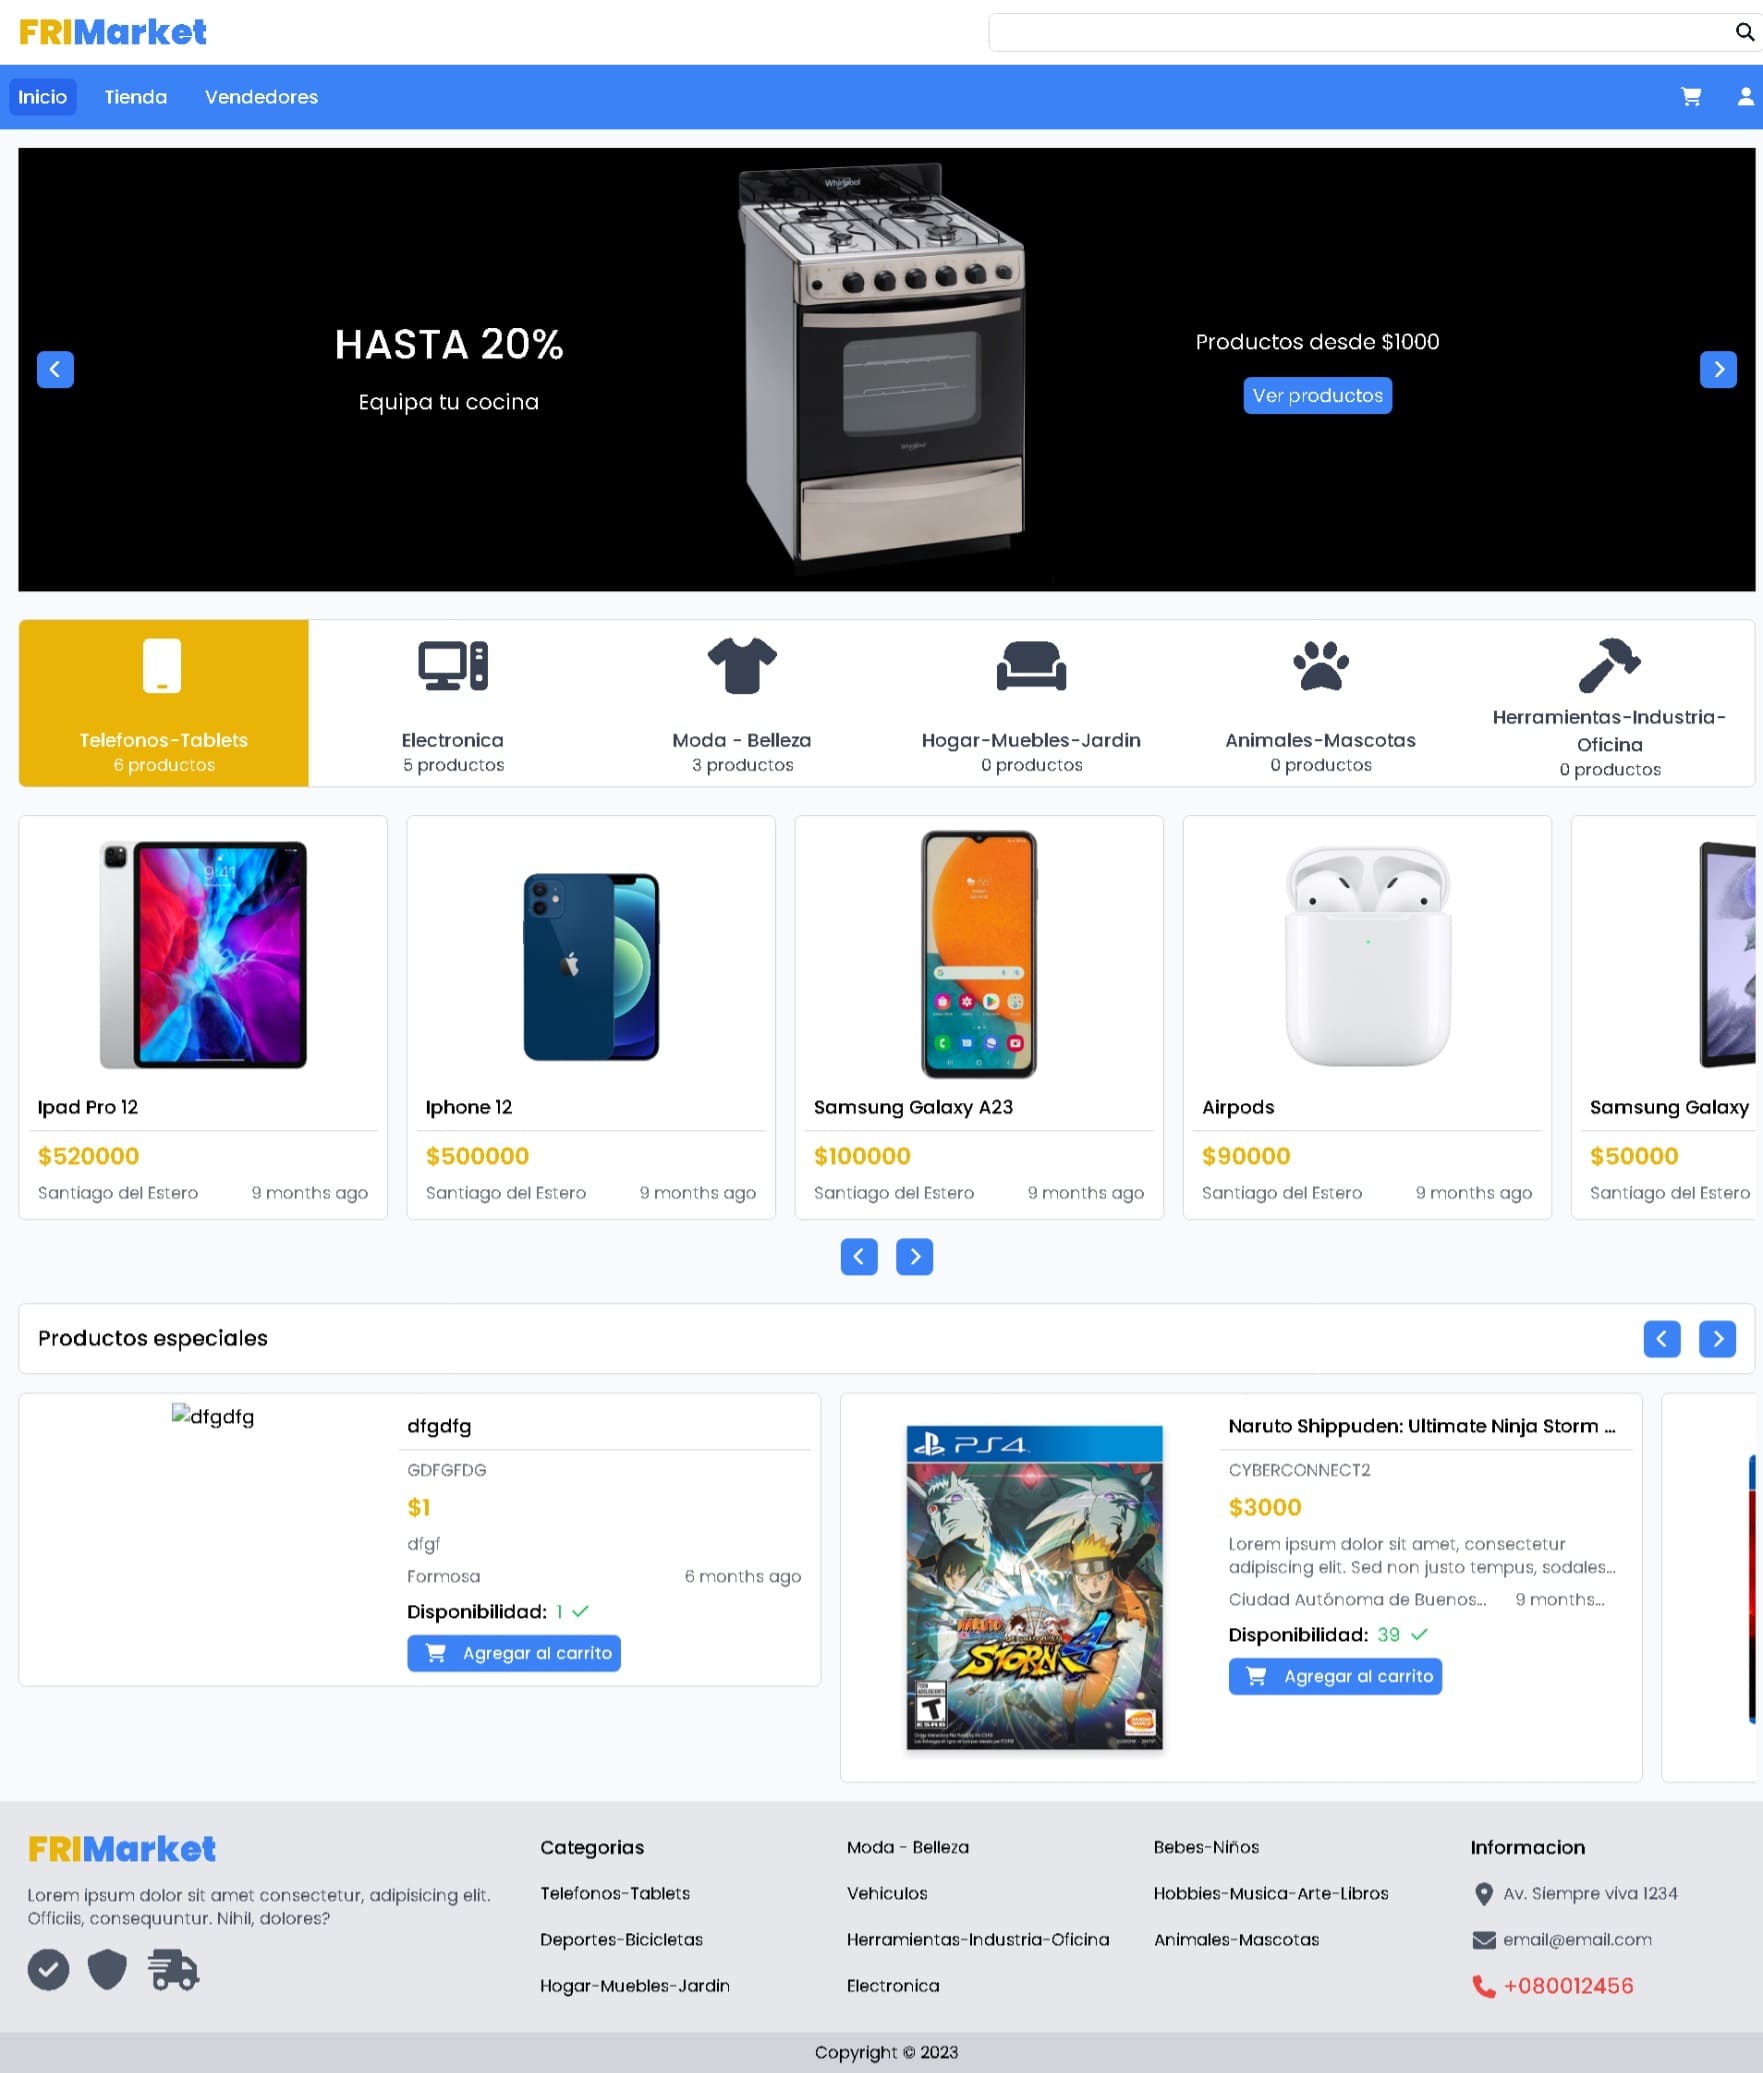 FRIMarket
Inicio
Tienda
Vendedores
Whirlpool
HASTA 20%
Equipa tu cocina
Productos desde $1000
Ver productos
Whirlpool
Telefonos-Tablets
6 productos
Electronica
5 productos
Moda - Belleza
3 productos
Hogar-Muebles-Jardin
0 productos
Animales-Mascotas
0 productos
Herramientas-Industria-
Oficina
0 productos
9:41
Ipad Pro 12
$520000
Santiago del Estero
9 months ago
Iphone 12
$500000
Santiago del Estero
9 months ago
Samsung Galaxy A23
$100000
Santiago del Estero
9 months ago
Airpods
$90000
Santiago del Estero
9 months ago
Samsung Galaxy
$50000
Santiago del Estero
Productos especiales
dfgdfg
dfgdfg
GDFGFDG
$1
dfgf
Formosa
6 months ago
Disponibilidad: 1
Agregar al carrito
PS4
NARUTO
STORM 4
T
ESRB
Naruto Shippuden: Ultimate Ninja Storm ...
CYBERCONNECT2
$3000
Lorem ipsum dolor sit amet, consectetur
adipiscing elit. Sed non justo tempus, sodales...
Ciudad Autónoma de Buenos...
9 months...
Disponibilidad: 39
Agregar al carrito
FRIMarket
Lorem ipsum dolor sit amet consectetur, adipisicing elit.
Officiis, consequuntur. Nihil, dolores?
Categorias
Telefonos-Tablets
Deportes-Bicicletas
Hogar-Muebles-Jardin
Moda - Belleza
Vehiculos
Herramientas-Industria-Oficina
Electronica
Bebes-Niños
Hobbies-Musica-Arte-Libros
Animales-Mascotas
Informacion
Av. Siempre viva 1234
email@email.com
+080012456
Copyright © 2023